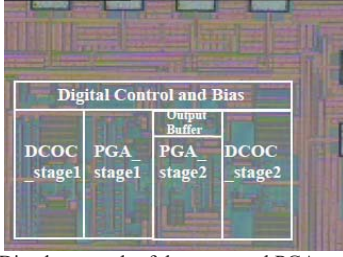 Digital Control and Bias
Output
Buffer
DCOC
_stage1
PGA_
stage1
PGA_
stage2
DCOC
_stage2